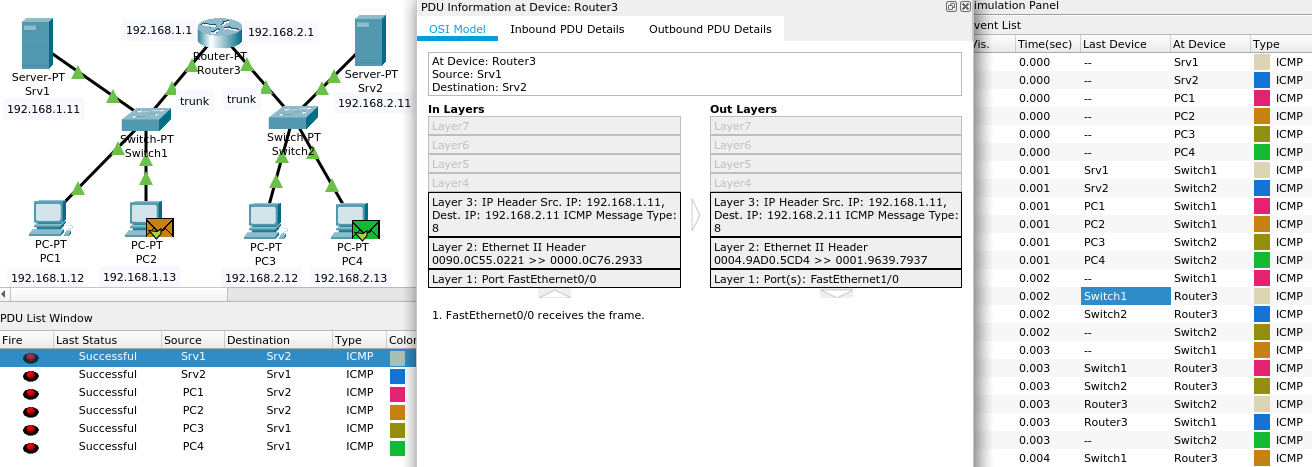 192.168.1.1
192.168.2.1
Router-PT
Router3
Server-PT
Srv1
192.168.1.11
trunk
trunk
Server-PT
Srv2
192.168.2.11
Switch-PT
Switch1
Switch-PT
Switch2
PC-PT
PC1
PC-PT
PC2
PC-PT
PC3
PC-PT
PC4
192.168.1.12
192.168.1.13
192.168.2.12
192.168.2.13
PDU List Window
Fire Last Status Source Destination Type Color
Successful Srv1 Srv2 ICMP
Successful Srv2 Srv1 ICMP
Successful PC1 Srv2 ICMP
Successful PC2 Srv2 ICMP
Successful PC3 Srv1 ICMP
Successful PC4 Srv1 ICMP
PDU Information at Device: Router3
OSI Model Inbound PDU Details Outbound PDU Details
At Device: Router3
Source: Srv1
Destination: Srv2
In Layers
Layer7
Layer6
Layer5
Layer4
Layer 3: IP Header Src. IP: 192.168.1.11,
Dest. IP: 192.168.2.11 ICMP Message Type:
8
Layer 2: Ethernet II Header
0090.0C55.0221 >> 0000.0C76.2933
Layer 1: Port FastEthernet0/0
Out Layers
Layer7
Layer6
Layer5
Layer4
Layer 3: IP Header Src. IP: 192.168.1.11,
Dest. IP: 192.168.2.11 ICMP Message Type:
8
Layer 2: Ethernet II Header
0004.9AD0.5CD4 >> 0001.9639.7937
Layer 1: Port(s): FastEthernet1/0
1. FastEthernet0/0 receives the frame.
imulation Panel
vent List
is. Time(sec) Last Device At Device Type
0.000 -- Srv1 ICMP
0.000 -- Srv2 ICMP
0.000 -- PC1 ICMP
0.000 -- PC2 ICMP
0.000 -- PC3 ICMP
0.000 -- PC4 ICMP
0.001 Srv1 Switch1 ICMP
0.001 Srv2 Switch2 ICMP
0.001 PC1 Switch1 ICMP
0.001 PC2 Switch1 ICMP
0.001 PC3 Switch2 ICMP
0.001 PC4 Switch2 ICMP
0.002 -- Switch1 ICMP
0.002 Switch1 Router3 ICMP
0.002 Switch2 Router3 ICMP
0.002 -- Switch2 ICMP
0.003 -- Switch1 ICMP
0.003 Switch1 Router3 ICMP
0.003 Switch2 Router3 ICMP
0.003 Router3 Switch2 ICMP
0.003 Router3 Switch1 ICMP
0.003 -- Switch2 ICMP
0.004 Switch1 Router3 ICMP